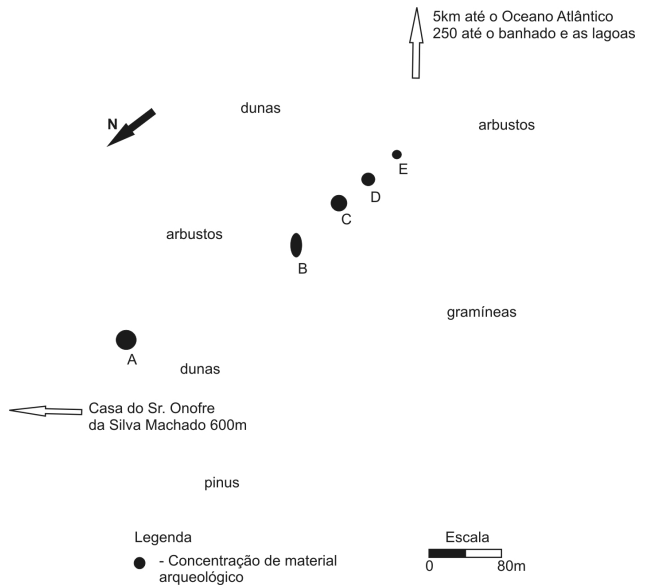 5km até o Oceano Atlântico
250 até o banhado e as lagoas
dunas
N
arbustos
E
D
C
arbustos
B
gramíneas
A
dunas
Casa do Sr. Onofre
da Silva Machado 600m
pinus
Legenda
- Concentração de material
arqueológico
Escala
0
80m